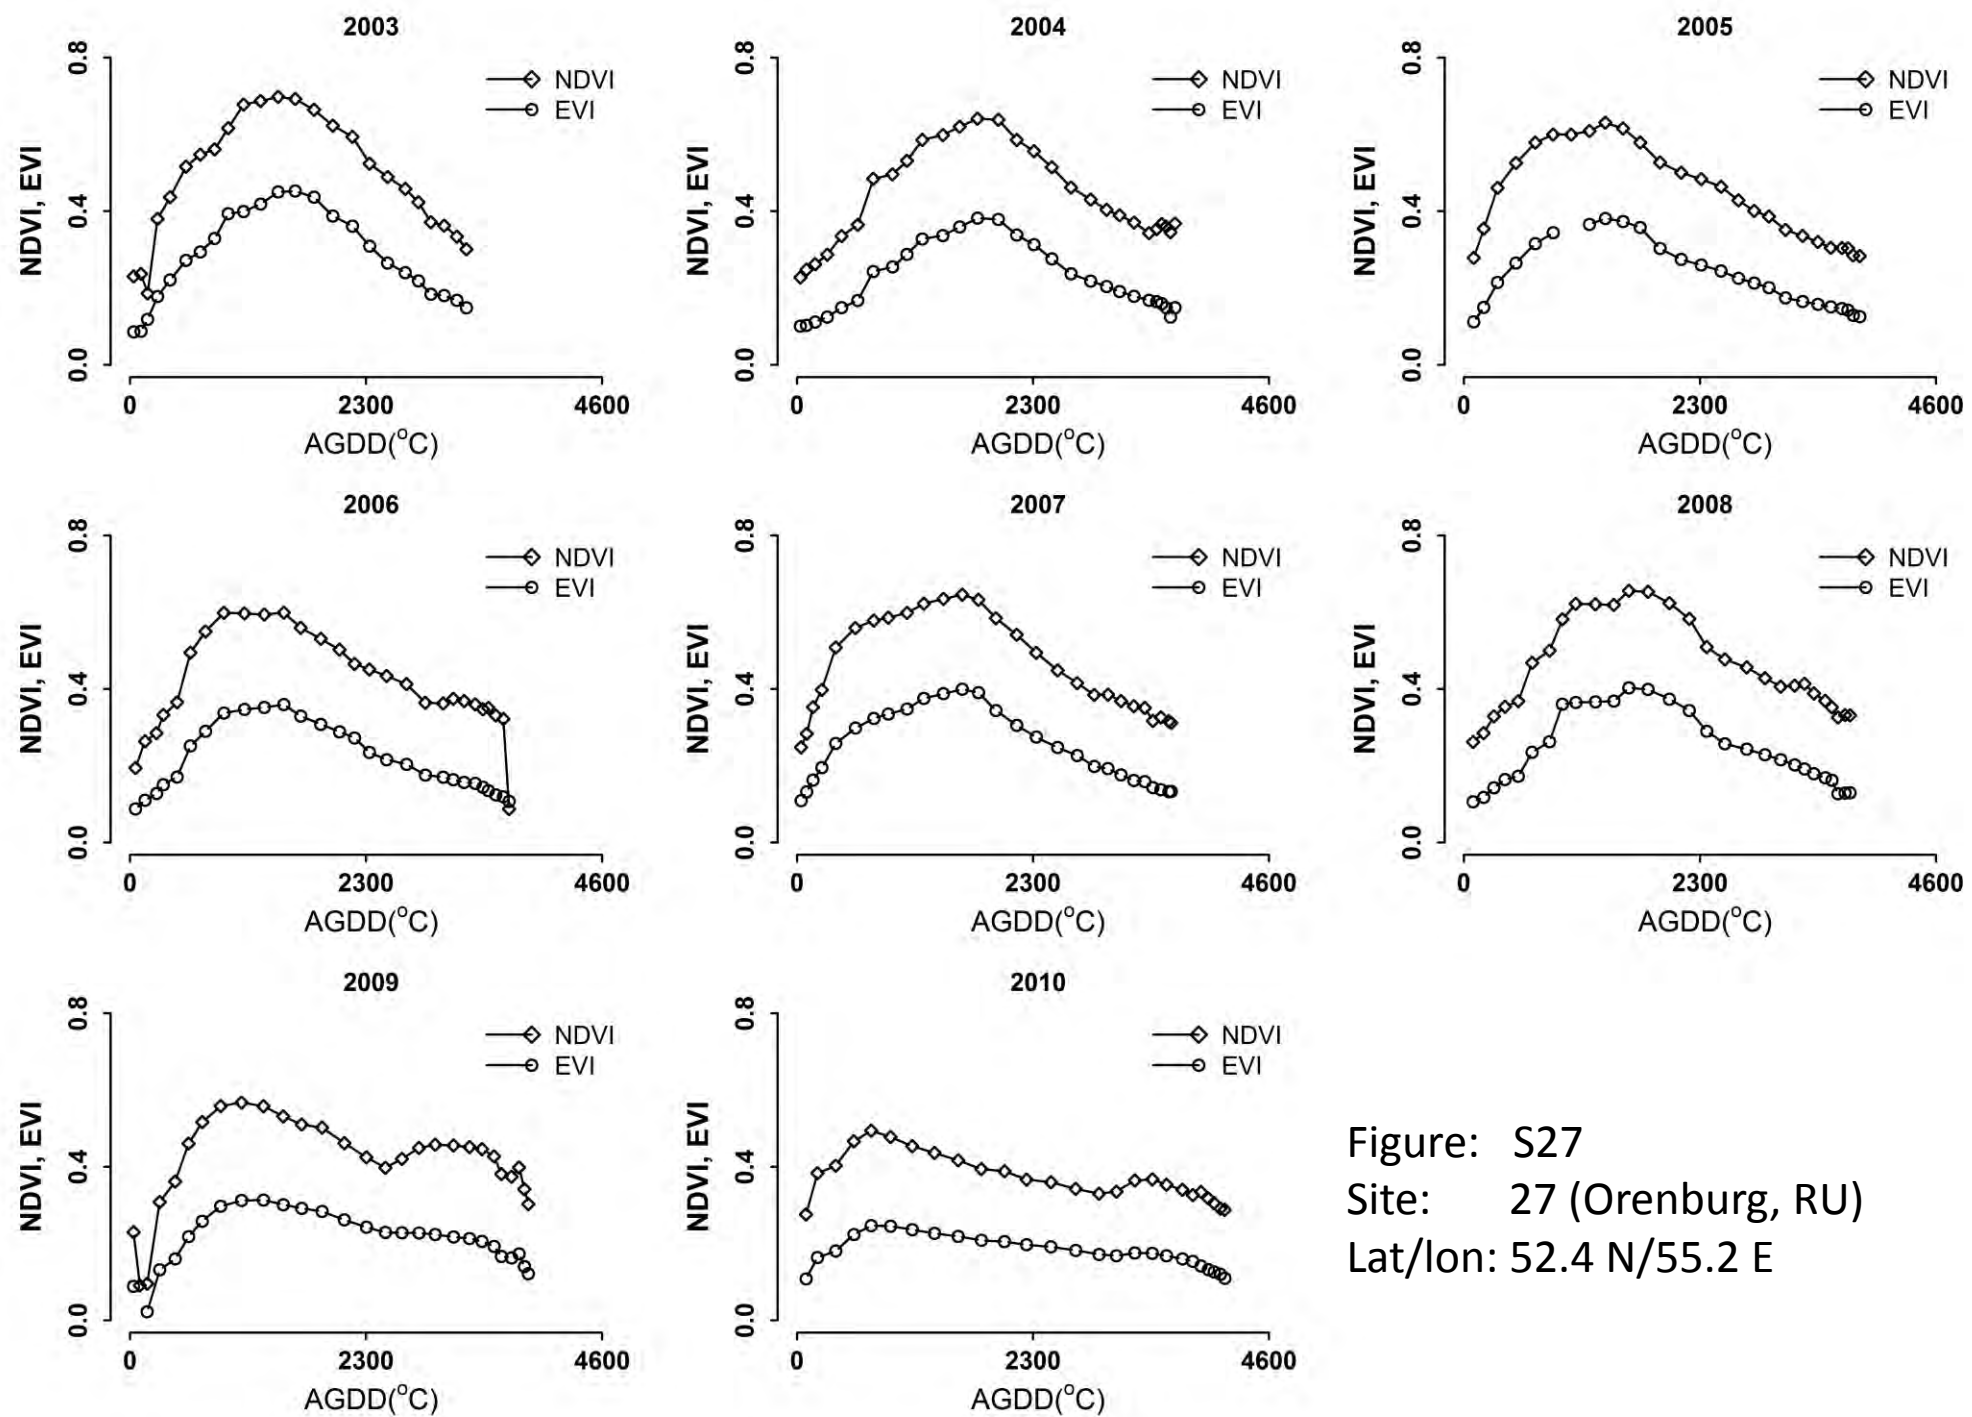 2003
0.8
0.4
0.0
NDVI, EVI
NDVI
EVI
0 2300 4600
AGDD(°C)
2004
0.8
0.4
0.0
NDVI, EVI
NDVI
EVI
0 2300 4600
AGDD(°C)
2005
0.8
0.4
0.0
NDVI, EVI
NDVI
EVI
0 2300 4600
AGDD(°C)
2006
0.8
0.4
0.0
NDVI, EVI
NDVI
EVI
0 2300 4600
AGDD(°C)
2007
0.8
0.4
0.0
NDVI, EVI
NDVI
EVI
0 2300 4600
AGDD(°C)
2008
0.8
0.4
0.0
NDVI, EVI
NDVI
EVI
0 2300 4600
AGDD(°C)
2009
0.8
0.4
0.0
NDVI, EVI
NDVI
EVI
0 2300 4600
AGDD(°C)
2010
0.8
0.4
0.0
NDVI, EVI
NDVI
EVI
0 2300 4600
AGDD(°C)
Figure: S27
Site: 27 (Orenburg, RU)
Lat/lon: 52.4 N/55.2 E